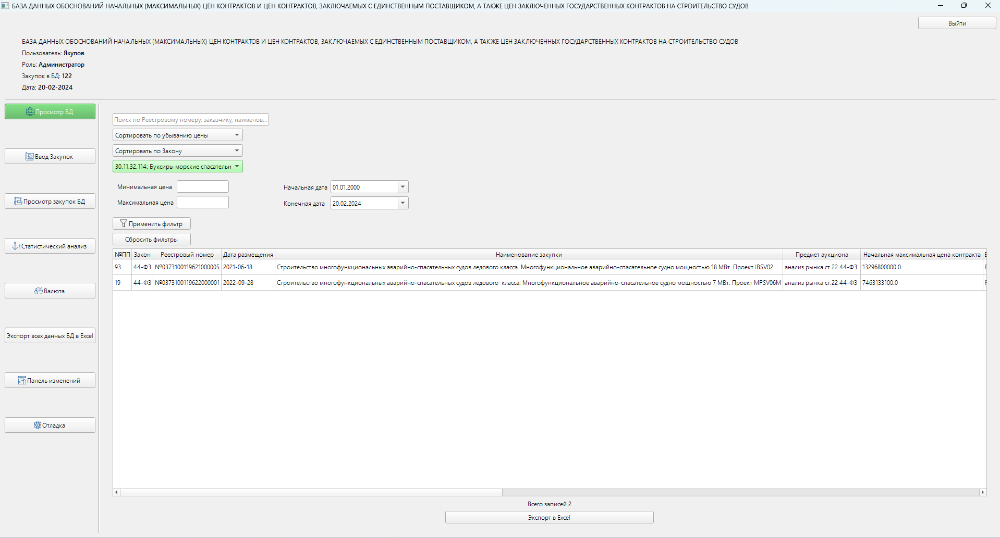 БАЗА ДАННЫХ ОБОСНОВАНИЙ НАЧАЛЬНЫХ (МАКСИМАЛЬНЫХ) ЦЕН КОНТРАКТОВ И ЦЕН КОНТРАКТОВ, ЗАКЛЮЧАЕМЫХ С ЕДИНСТВЕННЫМ ПОСТАВЩИКОМ, А ТАКЖЕ ЦЕН ЗАКЛЮЧЕННЫХ ГОСУДАРСТВЕННЫХ КОНТРАКТОВ НА СТРОИТЕЛЬСТВО СУДОВ
Выйти
БАЗА ДАННЫХ ОБОСНОВАНИЙ НАЧАЛЬНЫХ (МАКСИМАЛЬНЫХ) ЦЕН КОНТРАКТОВ И ЦЕН КОНТРАКТОВ, ЗАКЛЮЧАЕМЫХ С ЕДИНСТВЕННЫМ ПОСТАВЩИКОМ, А ТАКЖЕ ЦЕН ЗАКЛЮЧЕННЫХ ГОСУДАРСТВЕННЫХ КОНТРАКТОВ НА СТРОИТЕЛЬСТВО СУДОВ
Пользователь: Якупов
Роль: Администратор
Закупок в БД: 122
Дата: 20-02-2024
Просмотр БД
Ввод Закупок
Просмотр закупок БД
Статистический анализ
Валюта
Экспорт всех данных БД в Excel
Панель изменений
Отладка
Поиск по Реестровому номеру, заказчику, наименов...
Сортировать по убыванию цены
Сортировать по Закону
30.11.32.114: Буксиры морские спасательн
Минимальная цена
Начальная дата 01.01.2000
Максимальная цена
Конечная дата 20.02.2024
Применить фильтр
Сбросить фильтры
№ПП Закон Реестровый номер Дата размещения Наименование закупки Предмет аукциона Начальная максимальная цена контракта
93 44-ФЗ №0373100119621000005 2021-06-18 Строительство многофункциональных аварийно-спасательных судов ледового класса. Многофункциональное аварийно-спасательное судно мощностью 18 МВт. Проект IBSV02 анализ рынка ст.22 44-ФЗ 13296800000.0
19 44-ФЗ №0373100119622000001 2022-09-28 Строительство многофункциональных аварийно-спасательных судов ледового  класса. Многофункциональное аварийно-спасательное судно мощностью 7 МВт. Проект MPSV06M анализ рынка ст.22 44-ФЗ 7463133100.0
Всего записей 2
Экспорт в Excel